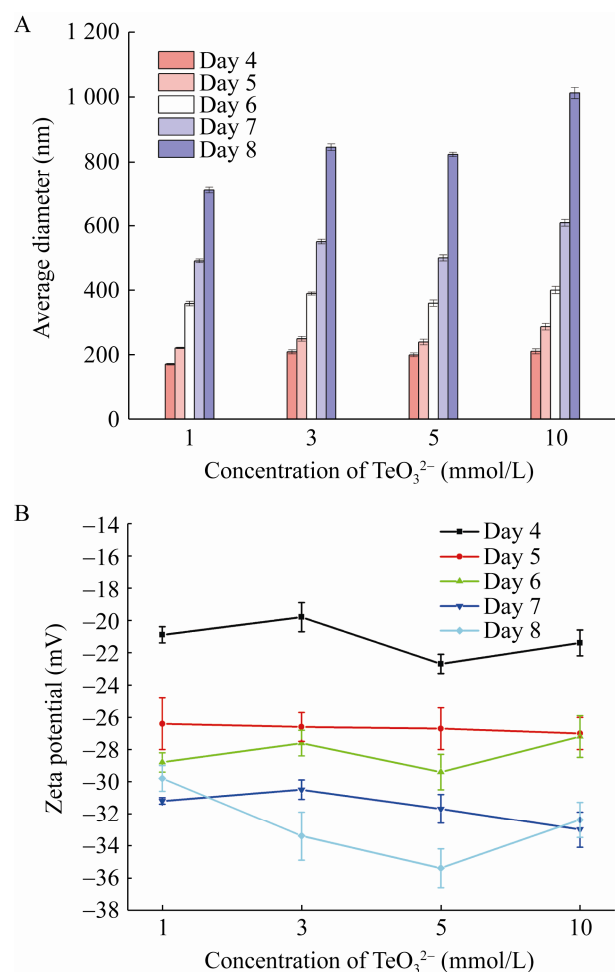 A
1 200
1 000
800
600
400
200
0
Average diameter (nm)
Day 4
Day 5
Day 6
Day 7
Day 8
1 3 5 10
Concentration of TeO₃²⁻ (mmol/L)
B
−14
−16
−18
−20
−22
−24
−26
−28
−30
−32
−34
−36
−38
Zeta potential (mV)
Day 4
Day 5
Day 6
Day 7
Day 8
1 3 5 10
Concentration of TeO₃²⁻ (mmol/L)